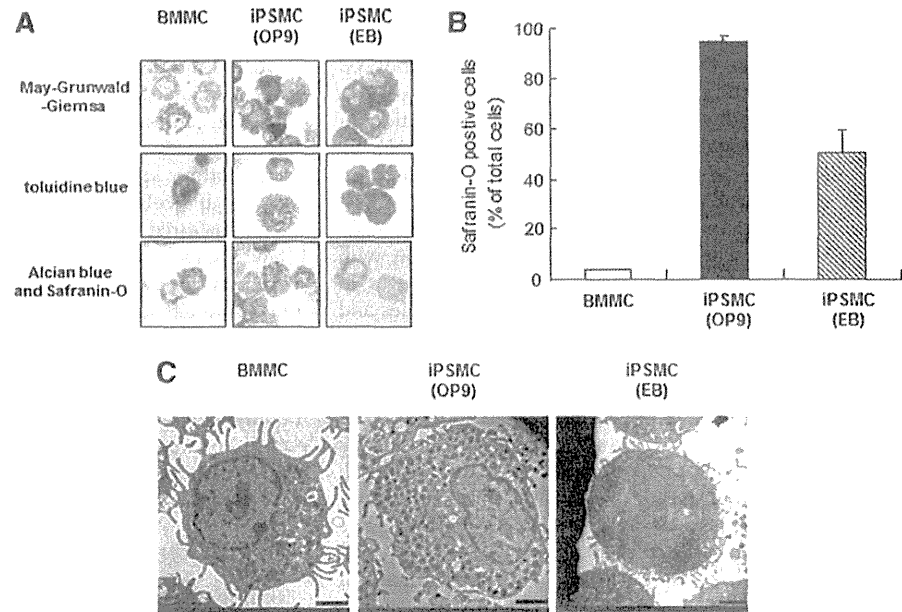 A
BMMC
iPSMC
(OP9)
iPSMC
(EB)
May-Grunwald
-Giemsa
toluidine blue
Alcian blue
and Safranin-O
B
Safranin-O postive cells
(% of total cells)
100
80
60
40
20
0
BMMC
iPSMC
(OP9)
iPSMC
(EB)
C
BMMC
iPSMC
(OP9)
iPSMC
(EB)